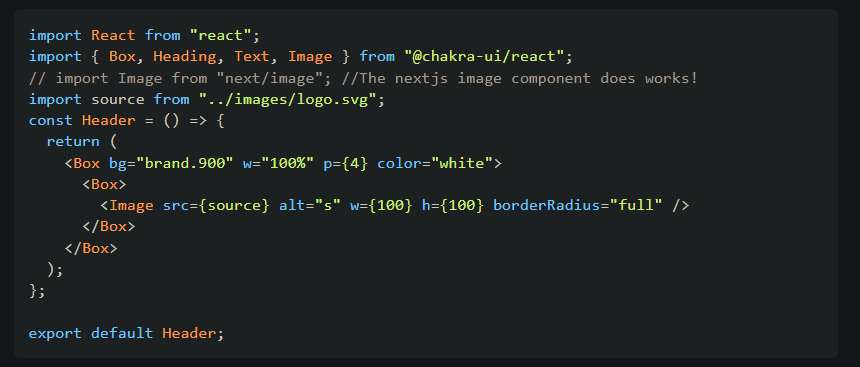 import React from "react";
import { Box, Heading, Text, Image } from "@chakra-ui/react";
// import Image from "next/image"; //The nextjs image component does works!
import source from "../images/logo.svg";
const Header = () => {
  return (
    <Box bg="brand.900" w="100%" p={4} color="white">
      <Box>
        <Image src={source} alt="s" w={100} h={100} borderRadius="full" />
      </Box>
    </Box>
  );
};

export default Header;